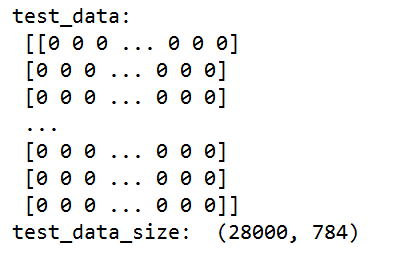 test_data:
[[0 0 0 ... 0 0 0]
[0 0 0 ... 0 0 0]
[0 0 0 ... 0 0 0]
...
[0 0 0 ... 0 0 0]
[0 0 0 ... 0 0 0]
[0 0 0 ... 0 0 0]]
test_data_size:  (28000, 784)